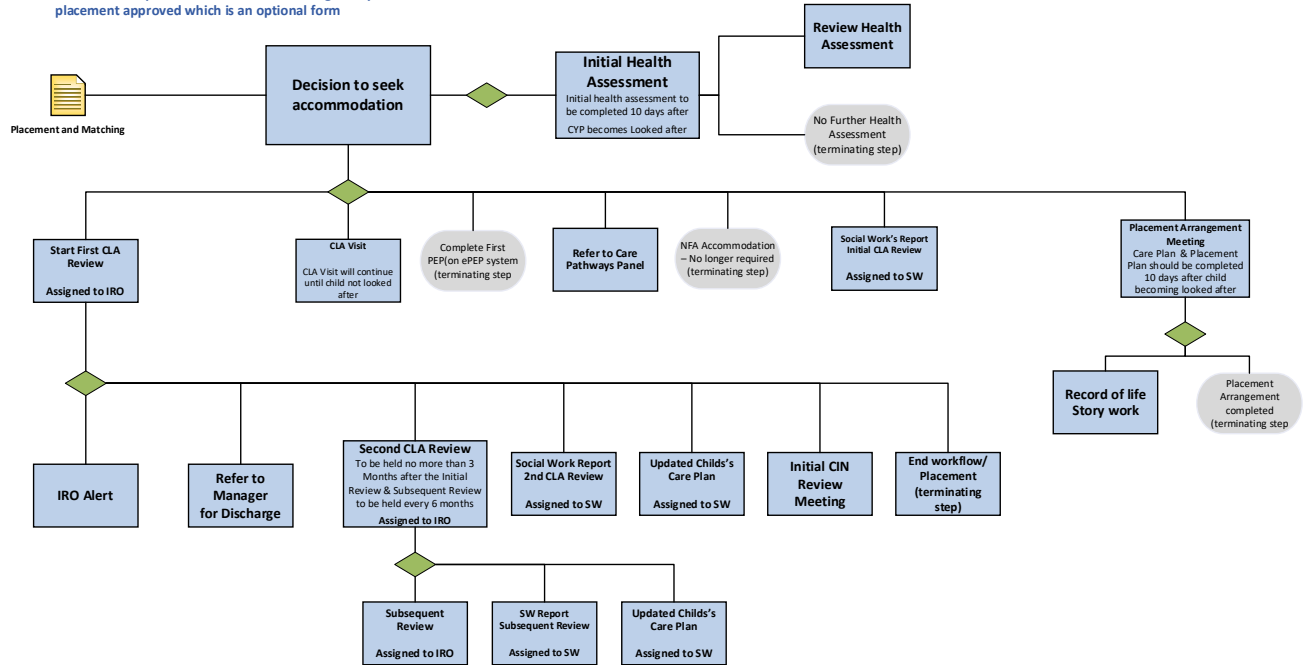 placement approved which is an optional form
Review Health
Assessment
Decision to seek
accommodation
Initial Health
Assessment
Initial health assessment to
be completed 10 days after
CYP becomes Looked after
Placement and Matching
No Further Health
Assessment
(terminating step)
Start First CLA
Review
Assigned to IRO
CLA Visit
CLA Visit will continue
until child not looked
after
Complete First
PEP(on ePEP system)
(terminating step
Refer to Care
Pathways Panel
NFA Accommodation
– No longer required
(terminating step)
Social Work's Report
Initial CLA Review
Assigned to SW
Placement Arrangement
Meeting
Care Plan & Placement
Plan should be completed
10 days after child
becoming looked after
Record of life
Story work
Placement
Arrangement
completed
(terminating step
IRO Alert
Refer to
Manager
for Discharge
Second CLA Review
To be held no more than 3
Months after the Initial
Review & Subsequent Review
to be held every 6 months
Assigned to IRO
Social Work Report
2nd CLA Review
Assigned to SW
Updated Childs's
Care Plan
Assigned to SW
Initial CIN
Review
Meeting
End workflow/
Placement
(terminating
step)
Subsequent
Review
Assigned to IRO
SW Report
Subsequent Review
Assigned to SW
Updated Childs's
Care Plan
Assigned to SW